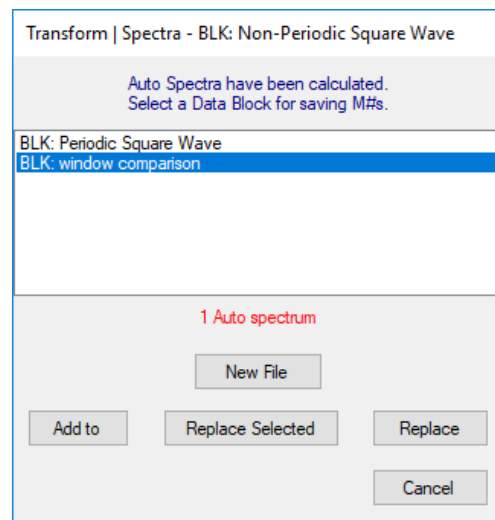 Transform | Spectra - BLK: Non-Periodic Square Wave
Auto Spectra have been calculated.
Select a Data Block for saving M#s.
BLK: Periodic Square Wave
BLK: window comparison
1 Auto spectrum
New File
Add to
Replace Selected
Replace
Cancel